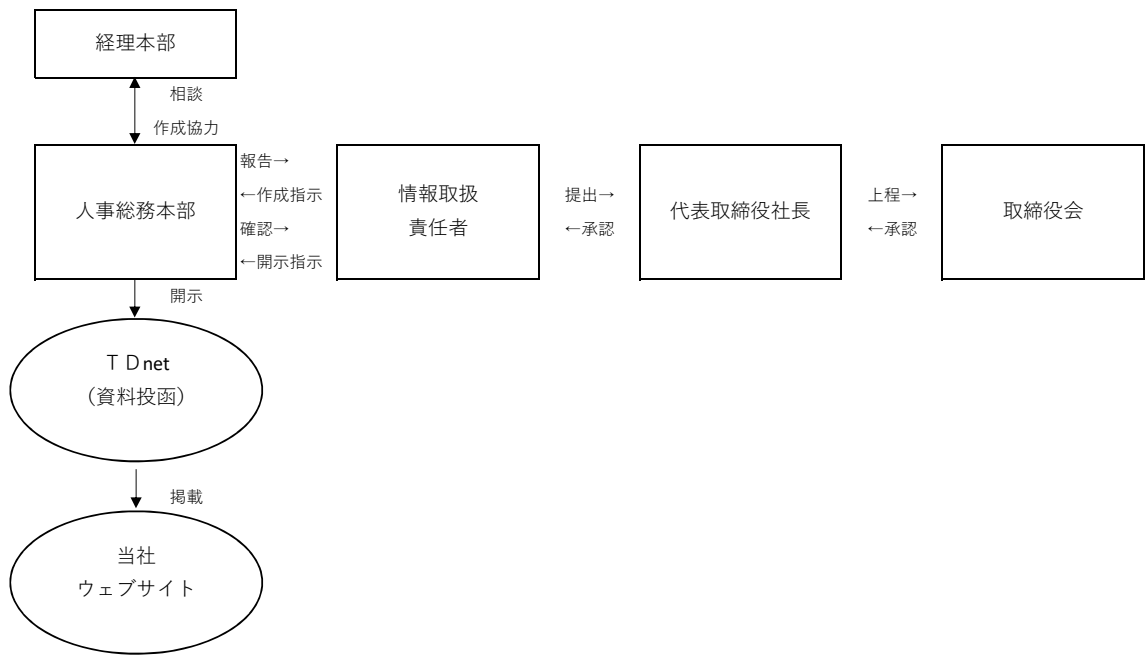 経理本部
相談
作成協力
人事総務本部
報告→
←作成指示
確認→
←開示指示
情報取扱
責任者
提出→
←承認
代表取締役社長
上程→
←承認
取締役会
開示
ＴＤnet
（資料投函）
掲載
当社
ウェブサイト